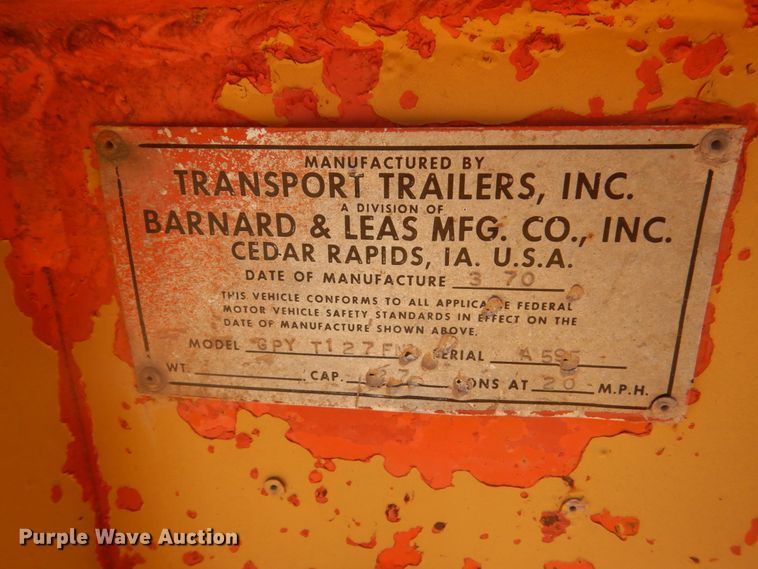 MANUFACTURED BY
TRANSPORT TRAILERS, INC.
A DIVISION OF
BARNARD & LEAS MFG. CO., INC.
CEDAR RAPIDS, IA. U.S.A.
DATE OF MANUFACTURE 3 70
THIS VEHICLE CONFORMS TO ALL APPLICABLE FEDERAL
MOTOR VEHICLE SAFETY STANDARDS IN EFFECT ON THE
DATE OF MANUFACTURE SHOWN ABOVE.
MODEL GPY SERIAL
WT. CAP. TONS AT 20 M.P.H.
Purple Wave Auction